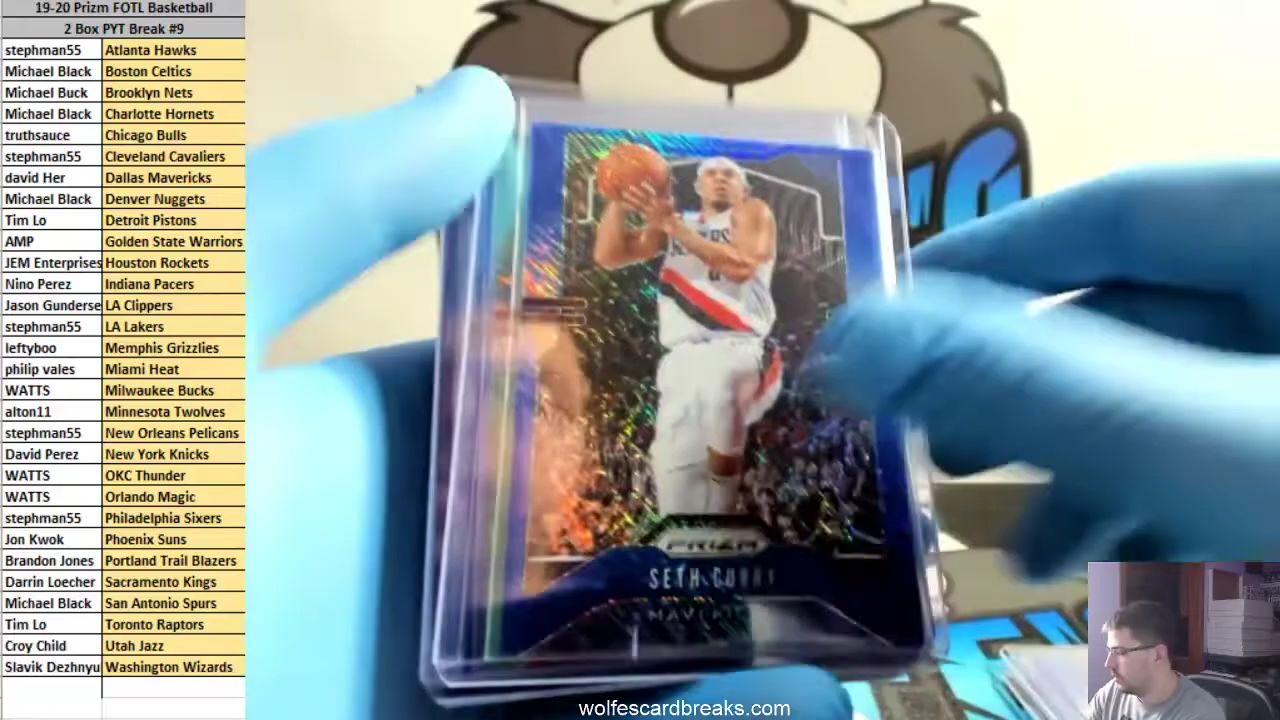 19-20 Prizm FOTL Basketball
2 Box PYT Break #9
stephman55 Atlanta Hawks
Michael Black Boston Celtics
Michael Buck Brooklyn Nets
Michael Black Charlotte Hornets
truthsauce Chicago Bulls
stephman55 Cleveland Cavaliers
david Her Dallas Mavericks
Michael Black Denver Nuggets
Tim Lo Detroit Pistons
AMP Golden State Warriors
JEM Enterprises Houston Rockets
Nino Perez Indiana Pacers
Jason Gunderse LA Clippers
stephman55 LA Lakers
leftyboo Memphis Grizzlies
philip vales Miami Heat
WATTS Milwaukee Bucks
alton11 Minnesota Twolves
stephman55 New Orleans Pelicans
David Perez New York Knicks
WATTS OKC Thunder
WATTS Orlando Magic
stephman55 Philadelphia Sixers
Jon Kwok Phoenix Suns
Brandon Jones Portland Trail Blazers
Darrin Loecher Sacramento Kings
Michael Black San Antonio Spurs
Tim Lo Toronto Raptors
Croy Child Utah Jazz
Slavik Dezhnyu Washington Wizards
PRIZM
SETH CURRY
wolfescardbreaks.com